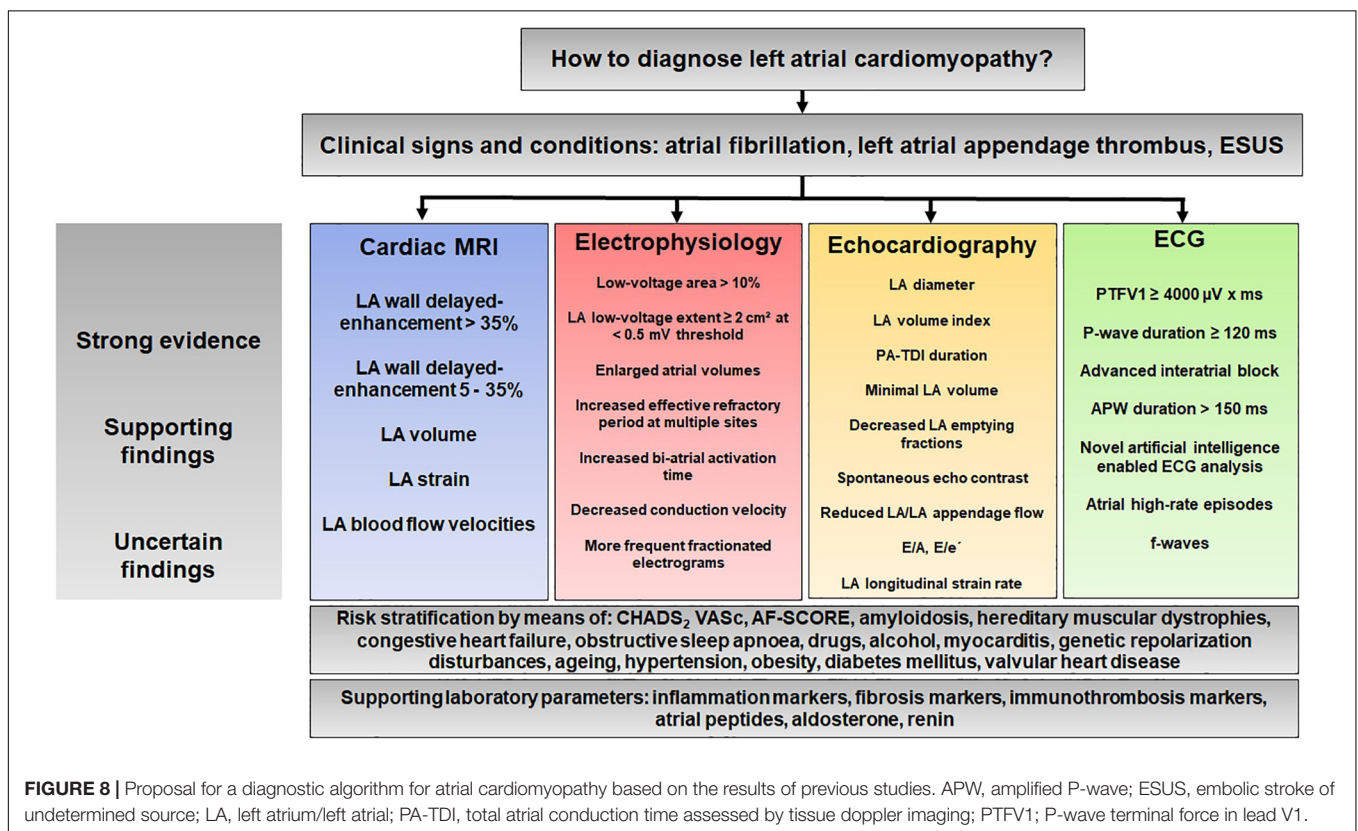 How to diagnose left atrial cardiomyopathy?
Clinical signs and conditions: atrial fibrillation, left atrial appendage thrombus, ESUS
Strong evidence
Supporting
findings
Uncertain
findings
Cardiac MRI
LA wall delayed-
enhancement > 35%
LA wall delayed-
enhancement 5 - 35%
LA volume
LA strain
LA blood flow velocities
Electrophysiology
Low-voltage area > 10%
LA low-voltage extent ≥ 2 cm² at
< 0.5 mV threshold
Enlarged atrial volumes
Increased effective refractory
period at multiple sites
Increased bi-atrial activation
time
Decreased conduction velocity
More frequent fractionated
electrograms
Echocardiography
LA diameter
LA volume index
PA-TDI duration
Minimal LA volume
Decreased LA emptying
fractions
Spontaneous echo contrast
Reduced LA/LA appendage flow
E/A, E/e´
LA longitudinal strain rate
ECG
PTFV1 ≥ 4000 µV x ms
P-wave duration ≥ 120 ms
Advanced interatrial block
APW duration > 150 ms
Novel artificial intelligence
enabled ECG analysis
Atrial high-rate episodes
f-waves
Risk stratification by means of: CHADS₂ VASc, AF-SCORE, amyloidosis, hereditary muscular dystrophies,
congestive heart failure, obstructive sleep apnoea, drugs, alcohol, myocarditis, genetic repolarization
disturbances, ageing, hypertension, obesity, diabetes mellitus, valvular heart disease
Supporting laboratory parameters: inflammation markers, fibrosis markers, immunothrombosis markers,
atrial peptides, aldosterone, renin
FIGURE 8 | Proposal for a diagnostic algorithm for atrial cardiomyopathy based on the results of previous studies. APW, amplified P-wave; ESUS, embolic stroke of
undetermined source; LA, left atrium/left atrial; PA-TDI, total atrial conduction time assessed by tissue doppler imaging; PTFV1; P-wave terminal force in lead V1.